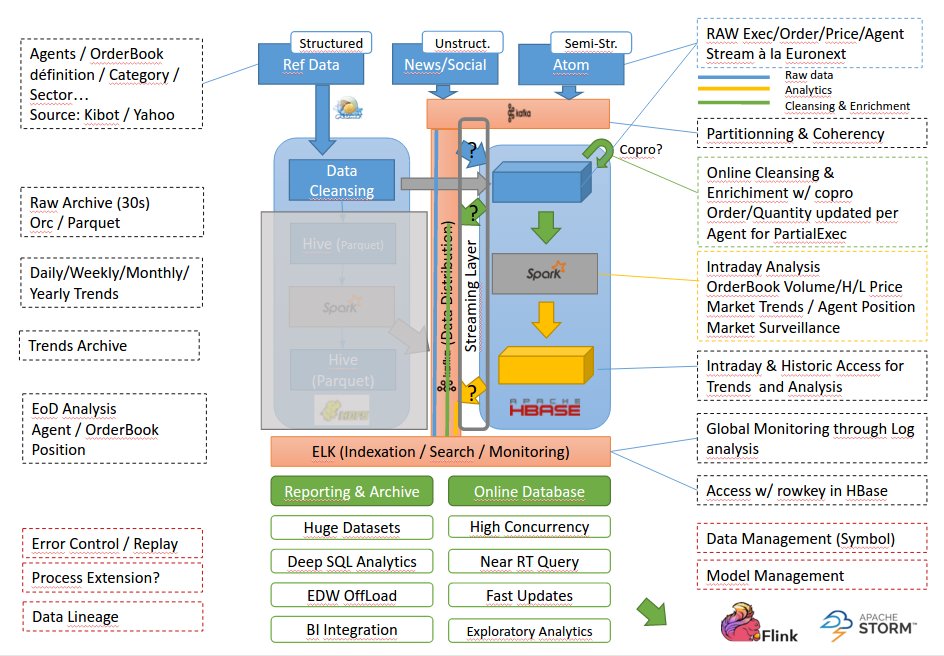 Agents / OrderBook
définition / Category /
Sector…
Source: Kibot / Yahoo
Structured
Ref Data
Unstruct.
News/Social
Semi-Str.
Atom
RAW Exec/Order/Price/Agent
Stream à la Euronext
Raw data
Analytics
Cleansing & Enrichment
kafka
Partitionning & Coherency
Copro?
?
Data
Cleansing
Online Cleansing &
Enrichiment w/ copro
Order/Quantity updated per
Agent for PartialExec
Raw Archive (30s)
Orc / Parquet
?
Hive (Parquet)
kafka (Data Distribution)
Streaming Layer
Spark
Intraday Analysis
OrderBook Volume/H/L Price
Market Trends / Agent Position
Market Surveillance
Daily/Weekly/Monthly/
Yearly Trends
Spark
Trends Archive
Hive
(Parquet)
Intraday & Historic Access for
Trends and Analysis
?
APACHE
HBASE
EoD Analysis
Agent / OrderBook
Position
Global Monitoring through Log
analysis
ELK (Indexation / Search / Monitoring)
Access w/ rowkey in HBase
Reporting & Archive
Online Database
Huge Datasets
High Concurrency
Deep SQL Analytics
Near RT Query
EDW OffLoad
Fast Updates
BI Integration
Exploratory Analytics
Error Control / Replay
Process Extension?
Data Lineage
Data Management (Symbol)
Model Management
Flink
APACHE
STORM™